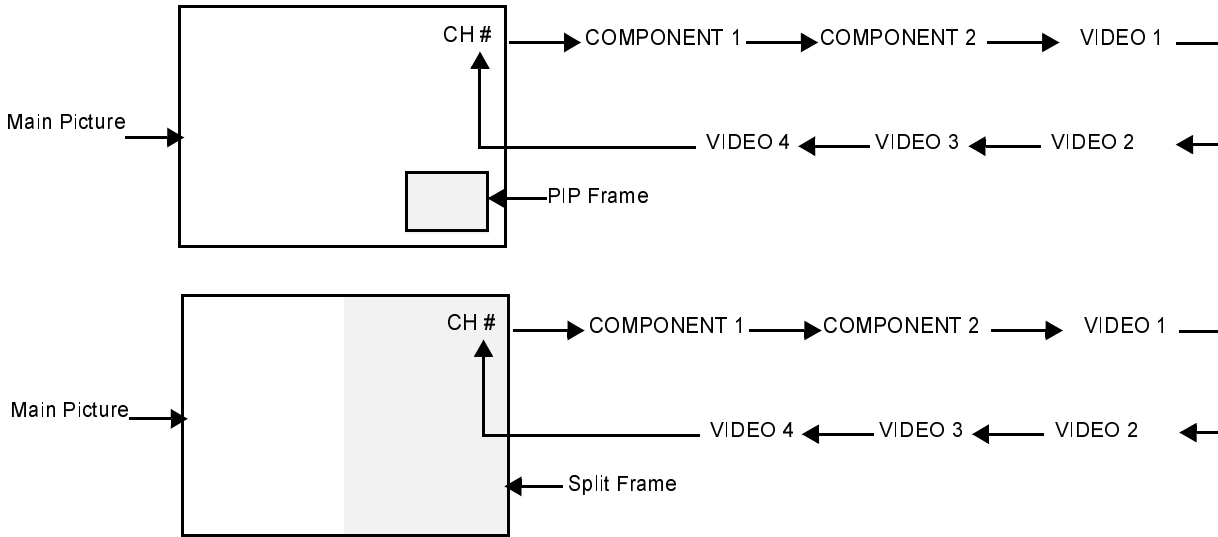 CH # COMPONENT 1 COMPONENT 2 VIDEO 1
Main Picture
VIDEO 4 VIDEO 3 VIDEO 2
PIP Frame
CH # COMPONENT 1 COMPONENT 2 VIDEO 1
Main Picture
VIDEO 4 VIDEO 3 VIDEO 2
Split Frame